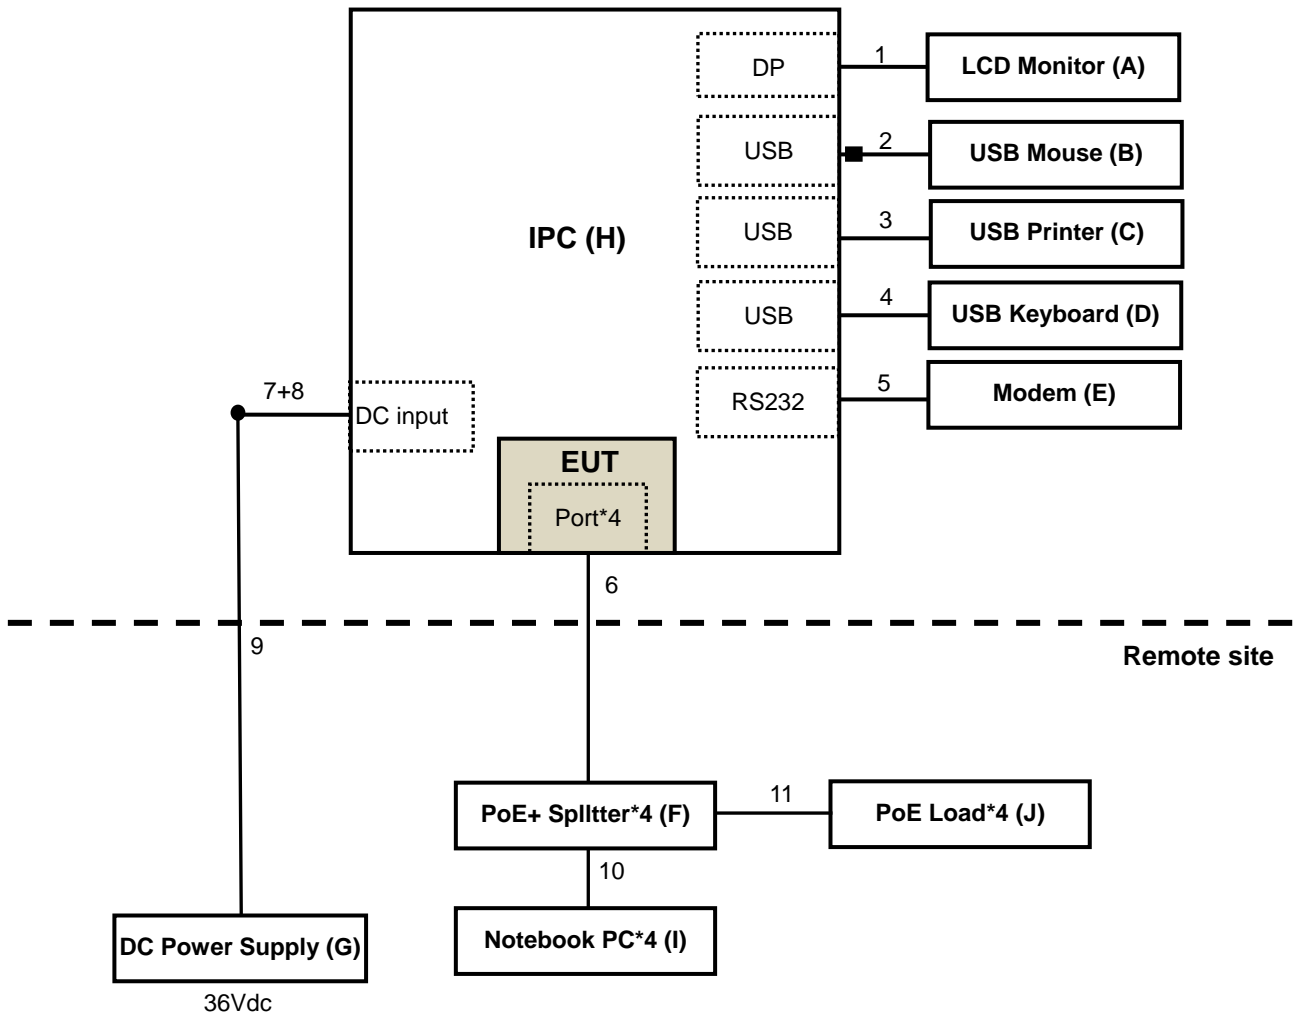 DP
1
LCD Monitor (A)
USB
2
USB Mouse (B)
IPC (H)
USB
3
USB Printer (C)
USB
4
USB Keyboard (D)
7+8
DC input
RS232
5
Modem (E)
EUT
Port*4
6
9
Remote site
PoE+ SplItter*4 (F)
11
PoE Load*4 (J)
10
DC Power Supply (G)
Notebook PC*4 (I)
36Vdc